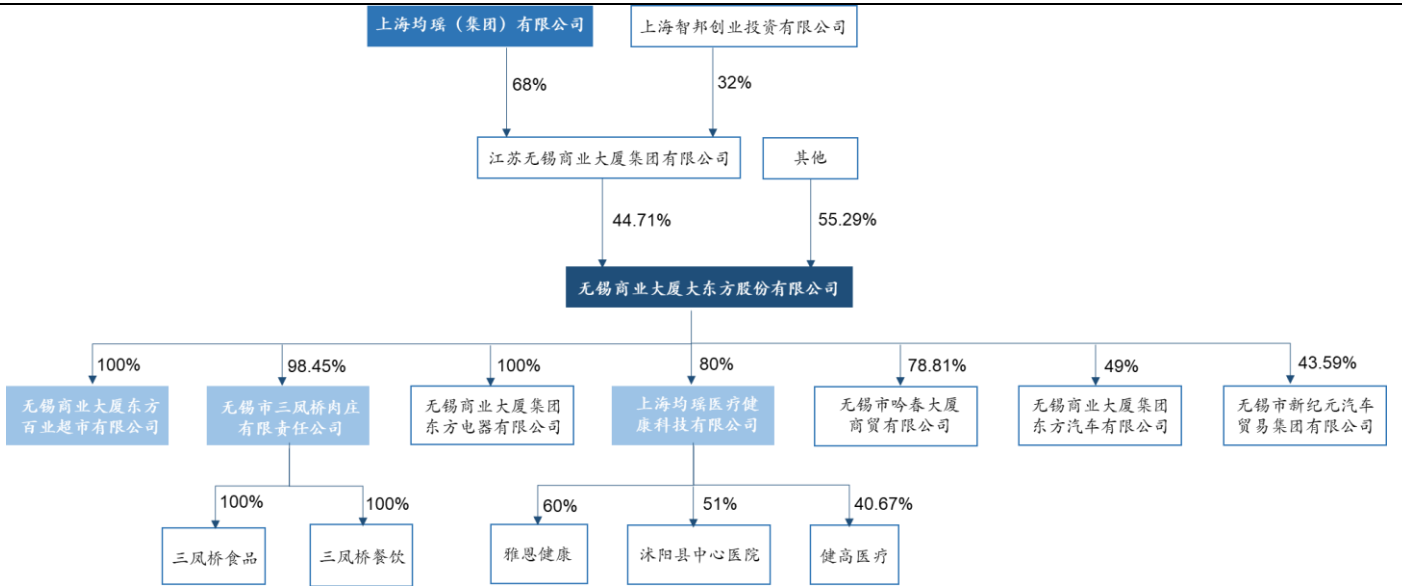 上海均瑶（集团）有限公司
上海智邦创业投资有限公司
68%
32%
江苏无锡商业大厦集团有限公司
其他
44.71%
55.29%
无锡商业大厦大东方股份有限公司
100%
98.45%
100%
80%
78.81%
49%
43.59%
无锡商业大厦东方
百业超市有限公司
无锡市三凤桥肉庄
有限责任公司
无锡商业大厦集团
东方电器有限公司
上海均瑶医疗健
康科技有限公司
无锡市吟春大厦
商贸有限公司
无锡商业大厦集团
东方汽车有限公司
无锡市新纪元汽车
贸易集团有限公司
100%
100%
60%
51%
40.67%
三凤桥食品
三凤桥餐饮
雅恩健康
沭阳县中心医院
健高医疗